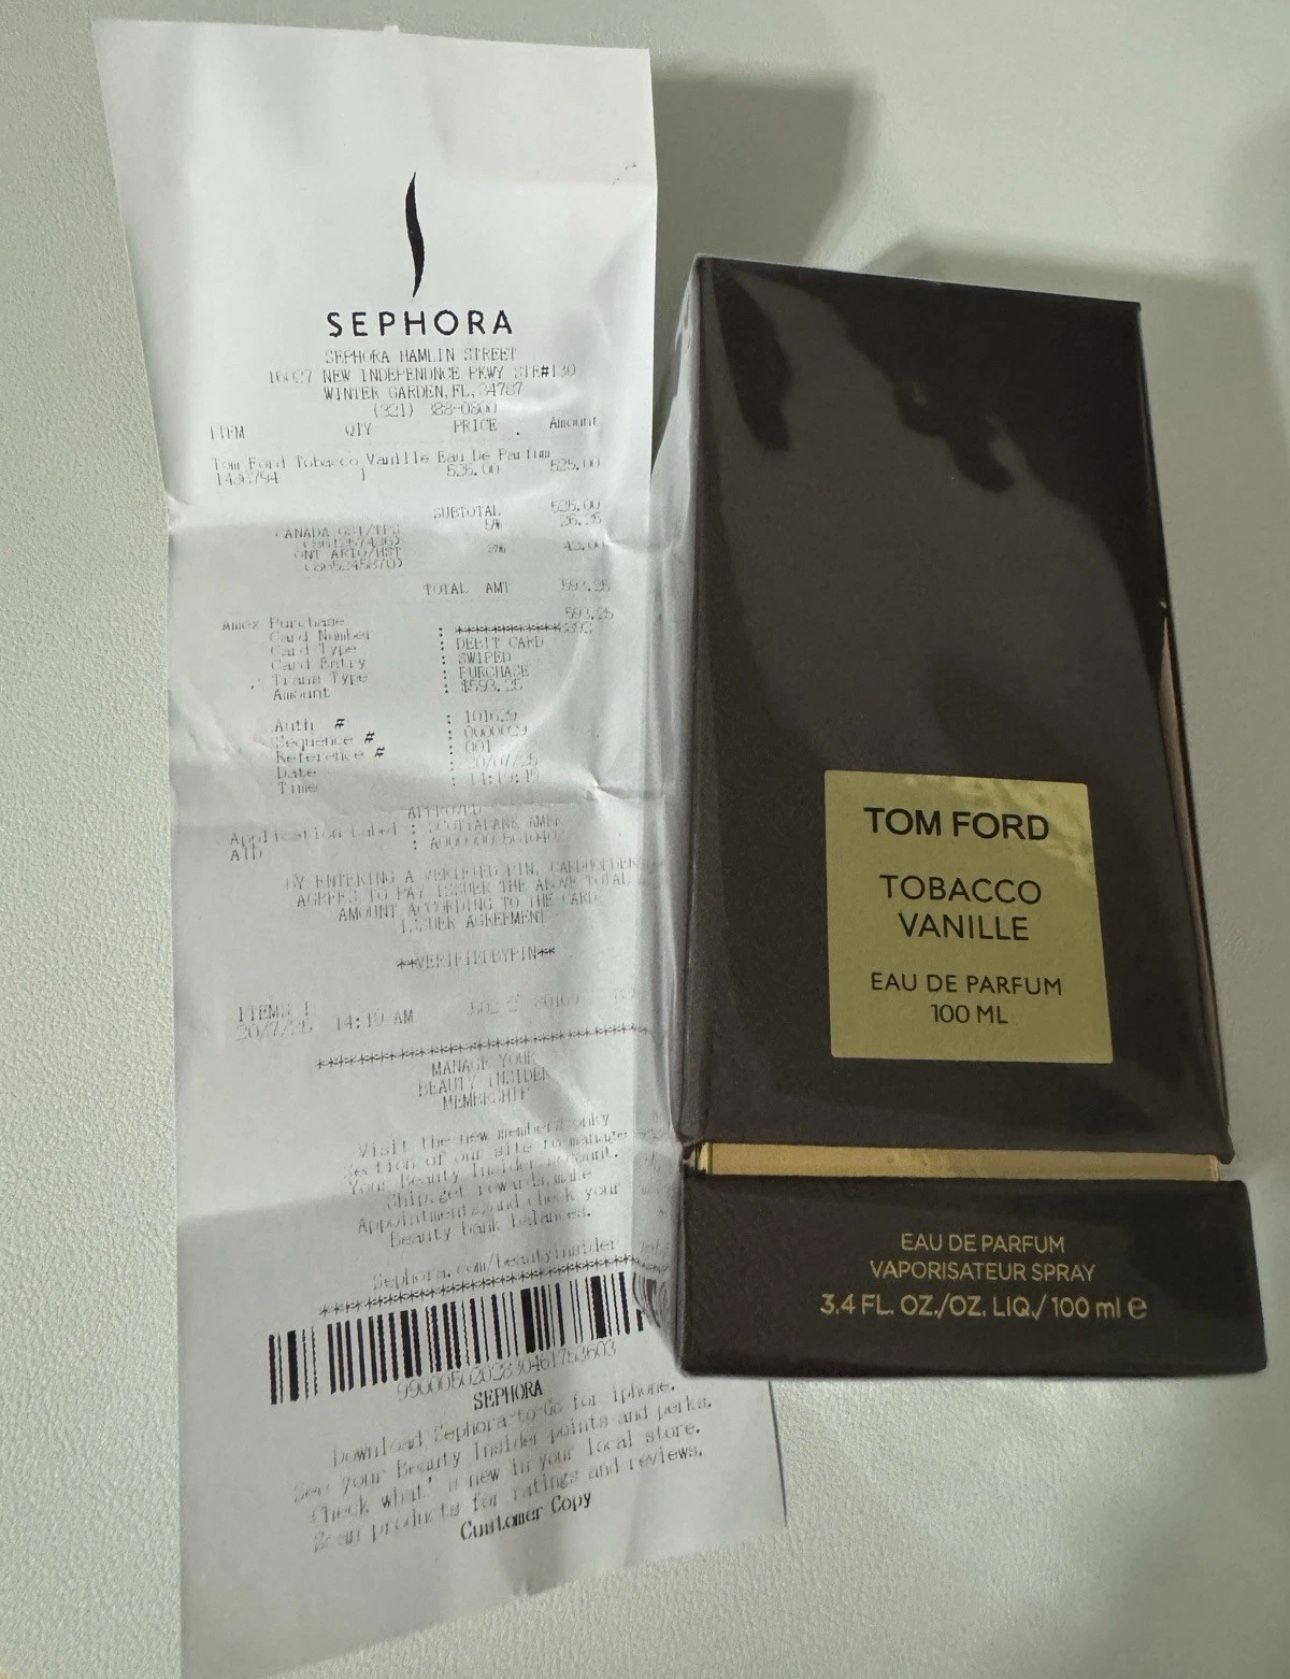 SEPHORA
SEPHORA HAMLIN STREET
NEW INDEPENDNCE PKWY STE#130
WINTER GARDEN, FL, 34787
(321) 388-0800
ITEM QTY PRICE Amount
Tom Ford Tobacco Vanille Eau De Parfum
1 525.00 525.00
SUBTOTAL 525.00
CANADA GST/TPS 5% 26.25
42.00
TOTAL AMT 593.25
Amex Purchase 593.25
Card Number
Card Type : DEBIT CARD
Card Entry : SWIPED
Trans Type : PURCHASE
Amount : $593.25
Auth #
Sequence #
Reference # : 001
Date
Time
APPROVED
Application Label :
AID :
BY ENTERING A VERIFIED PIN, CARDHOLDER
AGREES TO PAY ISSUER THE ABOVE TOTAL
AMOUNT ACCORDING TO THE CARD
ISSUER AGREEMENT
**VERIFIEDBYPIN**
ITEMS 1
14:19 AM
MANAGE YOUR
BEAUTY INSIDER
MEMBERSHIP
Visit the new member only
Section of our site to manage
Your Beauty Insider
get rewards, make
Appointments and check your
Beauty bank balances.
Sephora.com/beautyinsider
SEPHORA
Download Sephora-to-Go for iphone.
See your Beauty Insider points and perks.
Check what' new in your local store.
Scan products for ratings and reviews.
Customer Copy
TOM FORD
TOBACCO
VANILLE
EAU DE PARFUM
100 ML
EAU DE PARFUM
VAPORISATEUR SPRAY
3.4 FL. OZ./OZ. LIQ./ 100 ml e